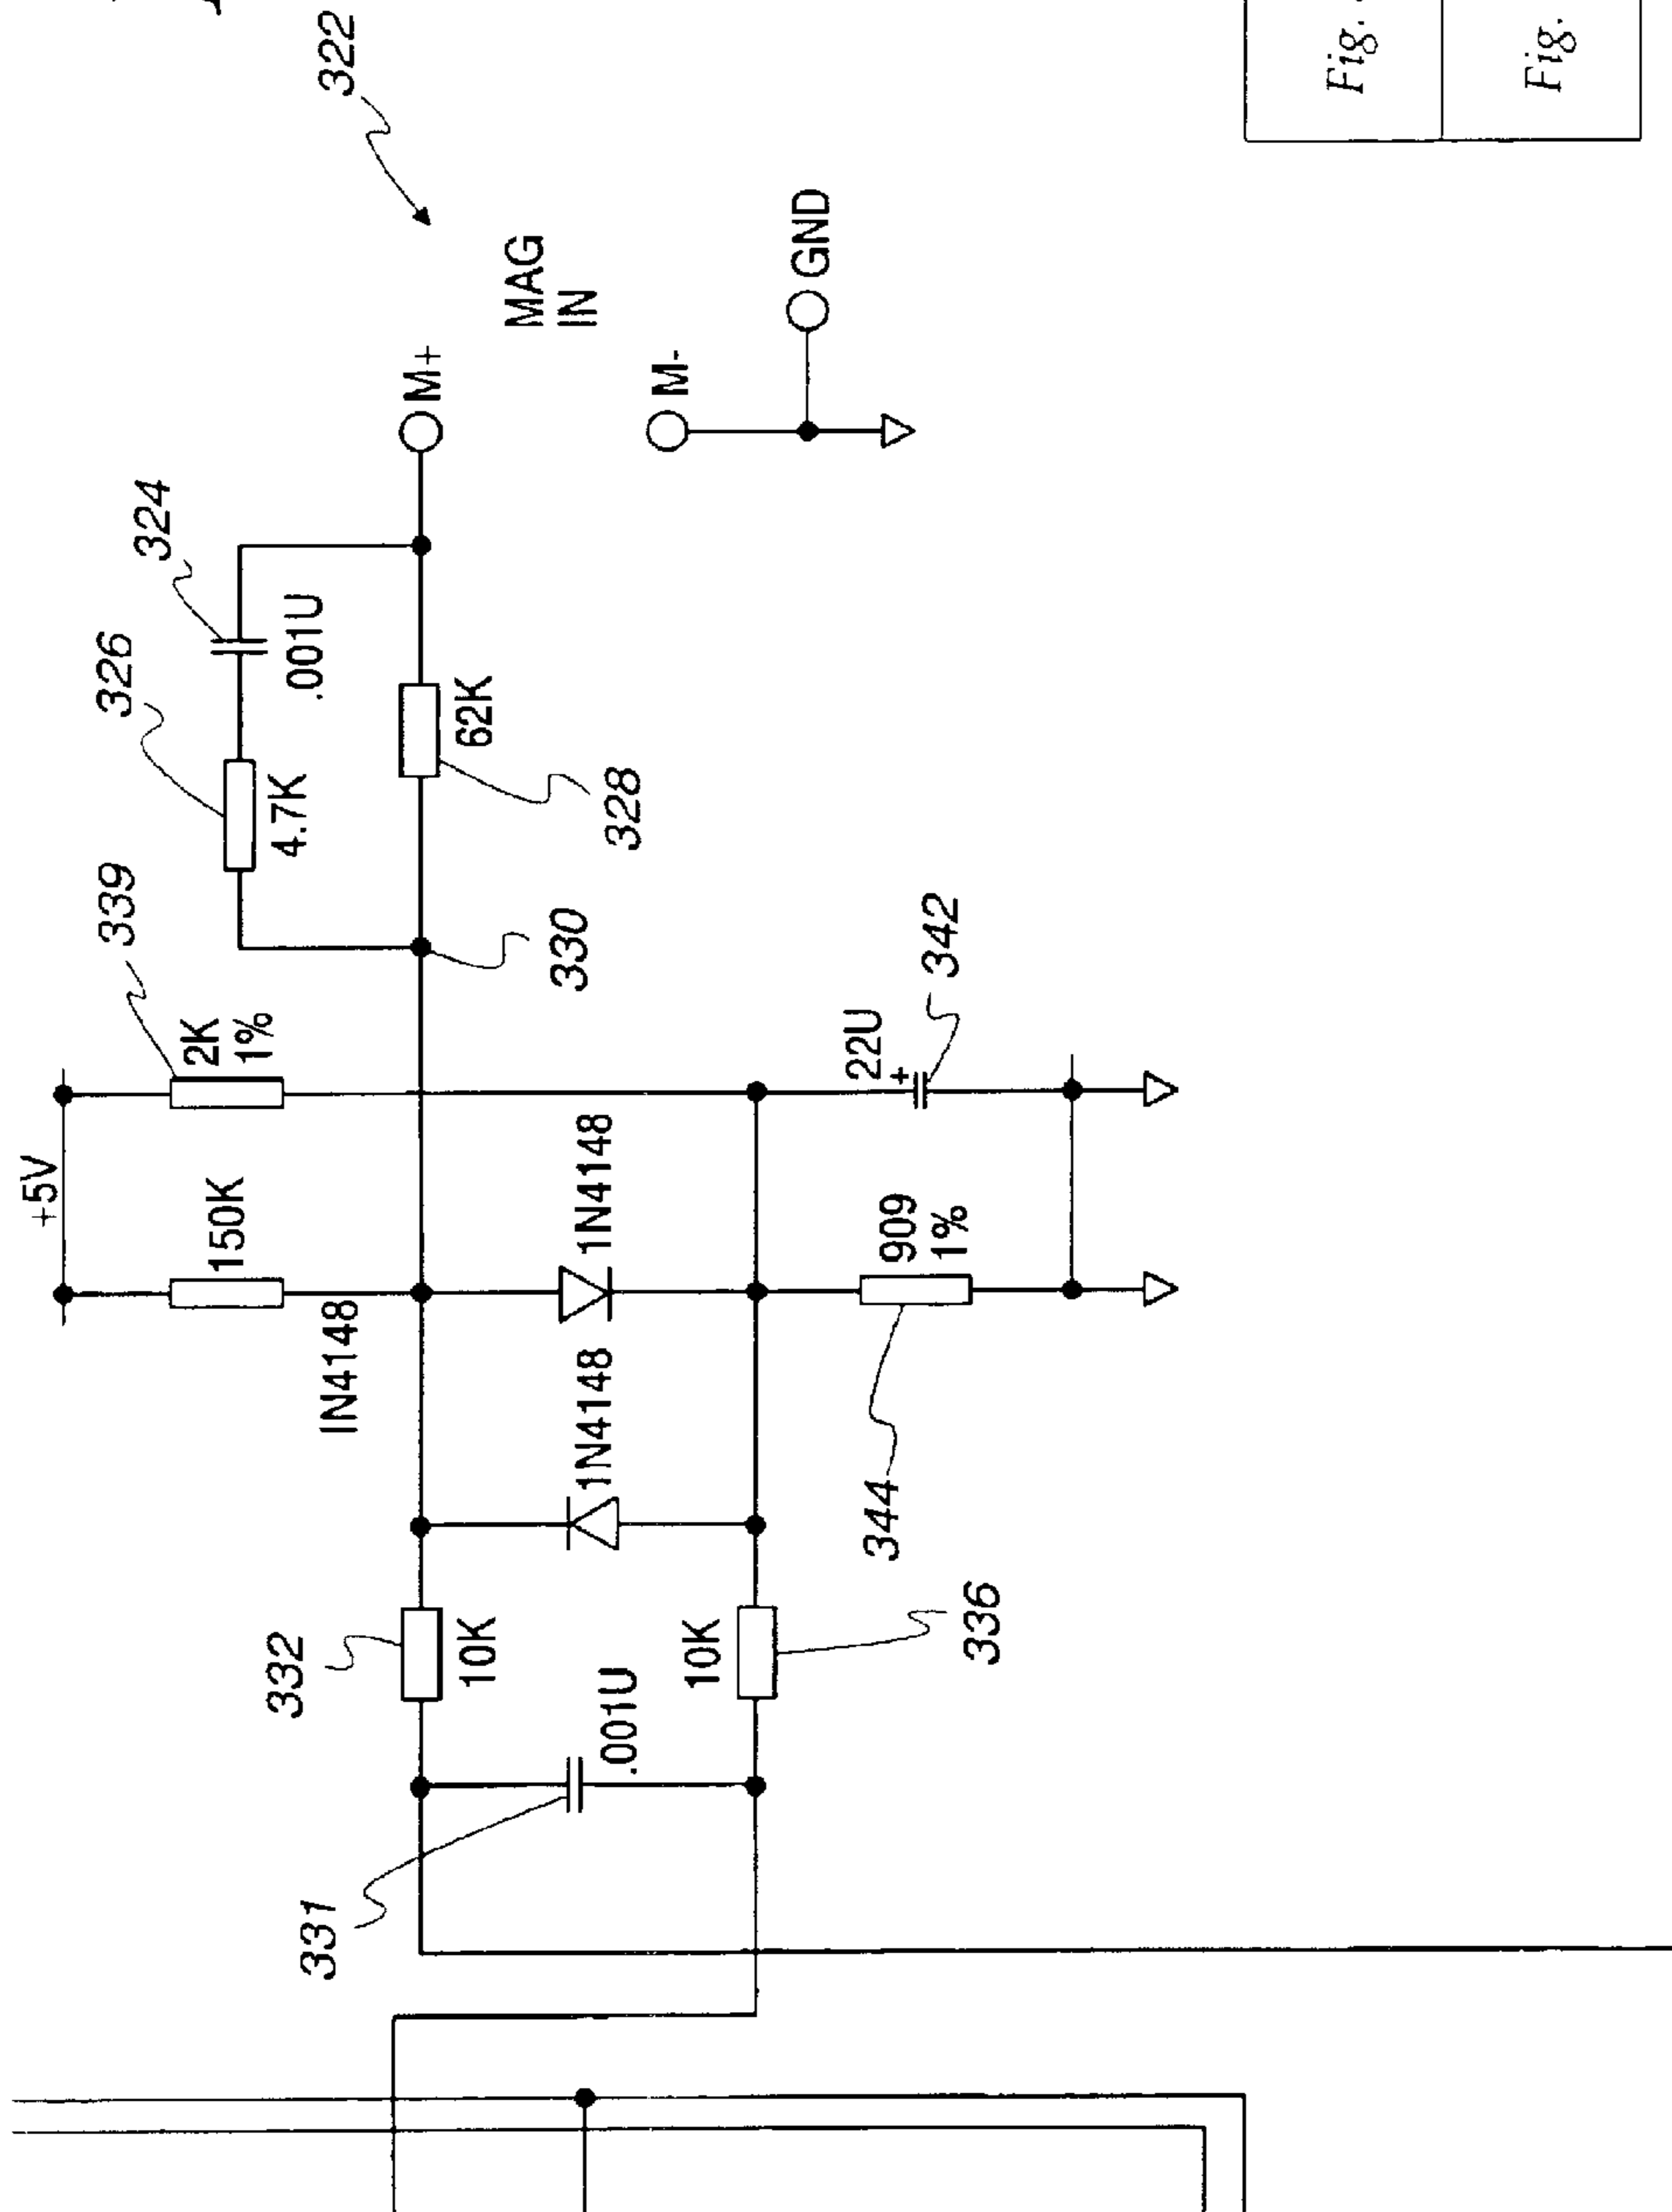 322
MAG
IN
M+
M-
GND
324
.001U
326
4.7K
62K
328
339
330
2K
1%
+5V
150K
22U
+
342
1N4148
IN4148
909
1%
1N4148
344
332
10K
10K
336
.001U
331
Fig.
Fig.